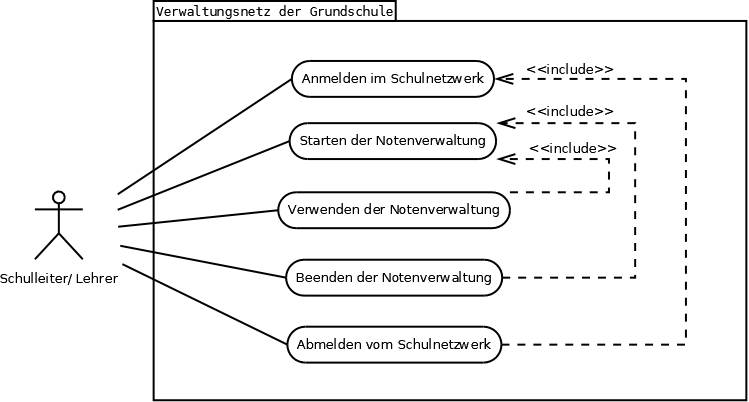 Verwaltungsnetz der Grundschule
Anmelden im Schulnetzwerk
<<include>>
<<include>>
Starten der Notenverwaltung
<<include>>
Verwenden der Notenverwaltung
Schulleiter/ Lehrer
Beenden der Notenverwaltung
Abmelden vom Schulnetzwerk